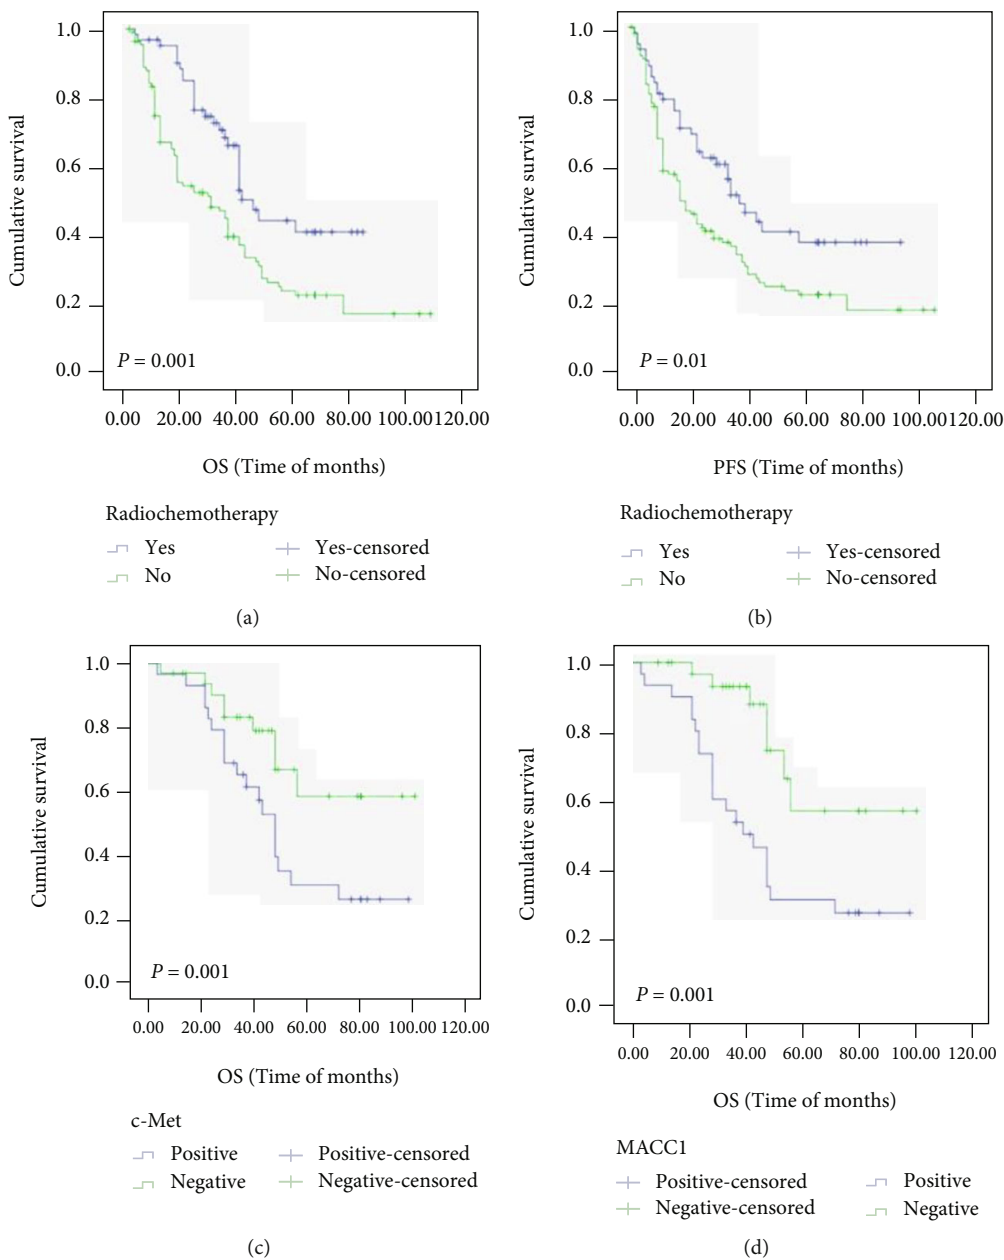 Cumulative survival
1.0
0.8
0.6
0.4
0.2
0.0
P = 0.001
0.00 20.00 40.00 60.00 80.00 100.00 120.00
OS (Time of months)
Radiochemotherapy
Yes Yes-censored
No No-censored
(a)
Cumulative survival
1.0
0.8
0.6
0.4
0.2
0.0
P = 0.01
0.00 20.00 40.00 60.00 80.00 100.00 120.00
PFS (Time of months)
Radiochemotherapy
Yes Yes-censored
No No-censored
(b)
Cumulative survival
1.0
0.8
0.6
0.4
0.2
0.0
P = 0.001
0.00 20.00 40.00 60.00 80.00 100.00 120.00
OS (Time of months)
c-Met
Positive Positive-censored
Negative Negative-censored
(c)
Cumulative survival
1.0
0.8
0.6
0.4
0.2
0.0
P = 0.001
0.00 20.00 40.00 60.00 80.00 100.00 120.00
OS (Time of months)
MACC1
Positive-censored Positive
Negative-censored Negative
(d)